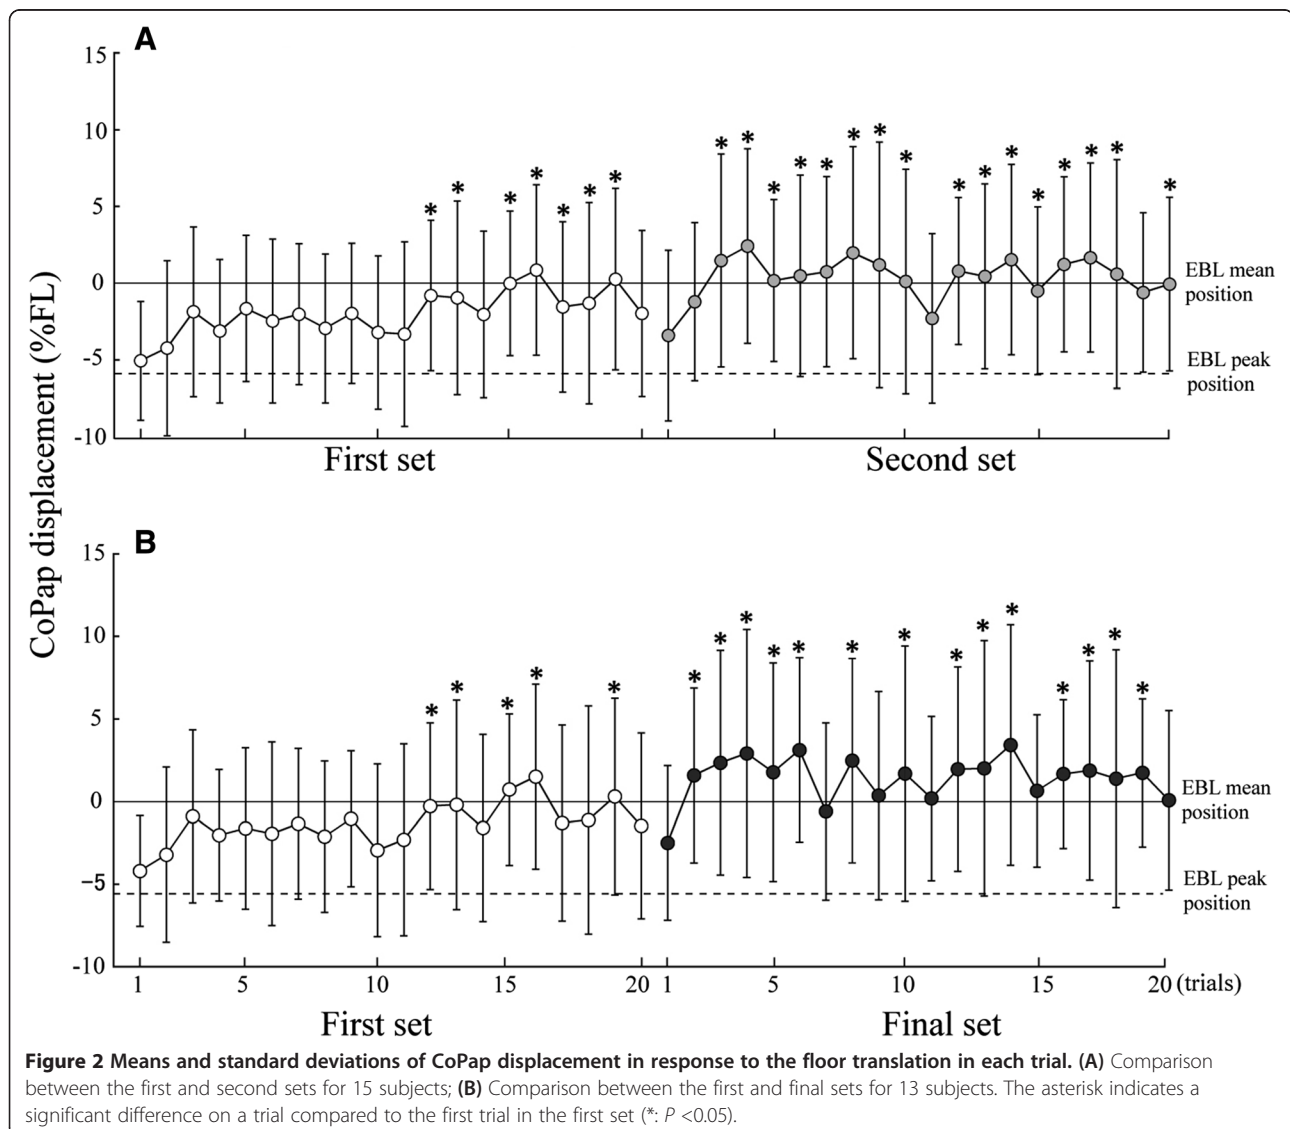 A
15
10
5
0
-5
-10
* * * * * * * * * * * * * * * * * * * * * * * *
EBL mean
position
EBL peak
position
First set
Second set
CoPap displacement (%FL)
B
15
10
5
0
-5
-10
* * * * * * * * * * * * * * * * * * * *
EBL mean
position
EBL peak
position
1 5 10 15 20 1 5 10 15 20 (trials)
First set
Final set
Figure 2 Means and standard deviations of CoPap displacement in response to the floor translation in each trial. (A) Comparison
between the first and second sets for 15 subjects; (B) Comparison between the first and final sets for 13 subjects. The asterisk indicates a
significant difference on a trial compared to the first trial in the first set (*: P <0.05).